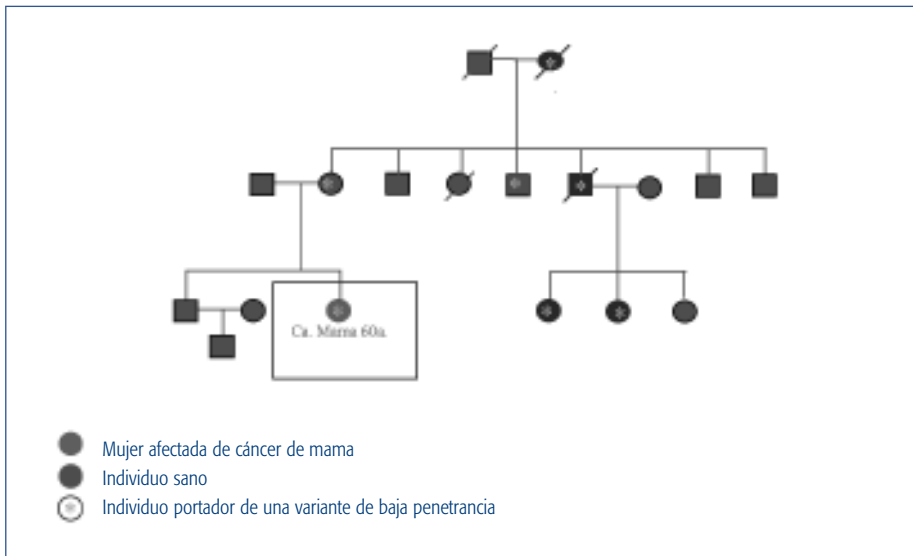 Ca. Mama 60a.
Mujer afectada de cáncer de mama
Individuo sano
Individuo portador de una variante de baja penetrancia